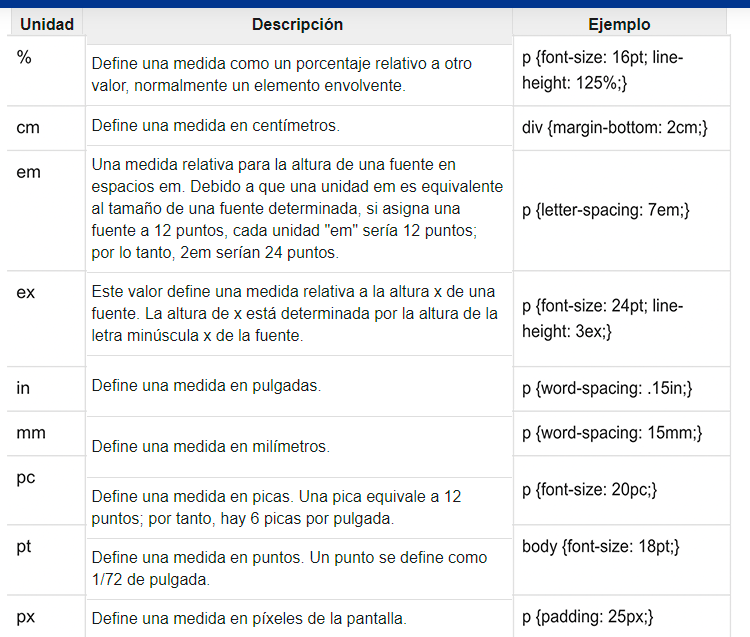 Unidad Descripción Ejemplo
% Define una medida como un porcentaje relativo a otro p {font-size: 16pt; line-
valor, normalmente un elemento envolvente. height: 125%;}
cm Define una medida en centímetros. div {margin-bottom: 2cm;}
em Una medida relativa para la altura de una fuente en
espacios em. Debido a que una unidad em es equivalente
al tamaño de una fuente determinada, si asigna una p {letter-spacing: 7em;}
fuente a 12 puntos, cada unidad "em" sería 12 puntos;
por lo tanto, 2em serían 24 puntos.
ex Este valor define una medida relativa a la altura x de una p {font-size: 24pt; line-
fuente. La altura de x está determinada por la altura de la height: 3ex;}
letra minúscula x de la fuente.
in Define una medida en pulgadas. p {word-spacing: .15in;}
mm Define una medida en milímetros. p {word-spacing: 15mm;}
pc Define una medida en picas. Una pica equivale a 12 p {font-size: 20pc;}
puntos; por tanto, hay 6 picas por pulgada.
pt Define una medida en puntos. Un punto se define como body {font-size: 18pt;}
1/72 de pulgada.
px Define una medida en píxeles de la pantalla. p {padding: 25px;}